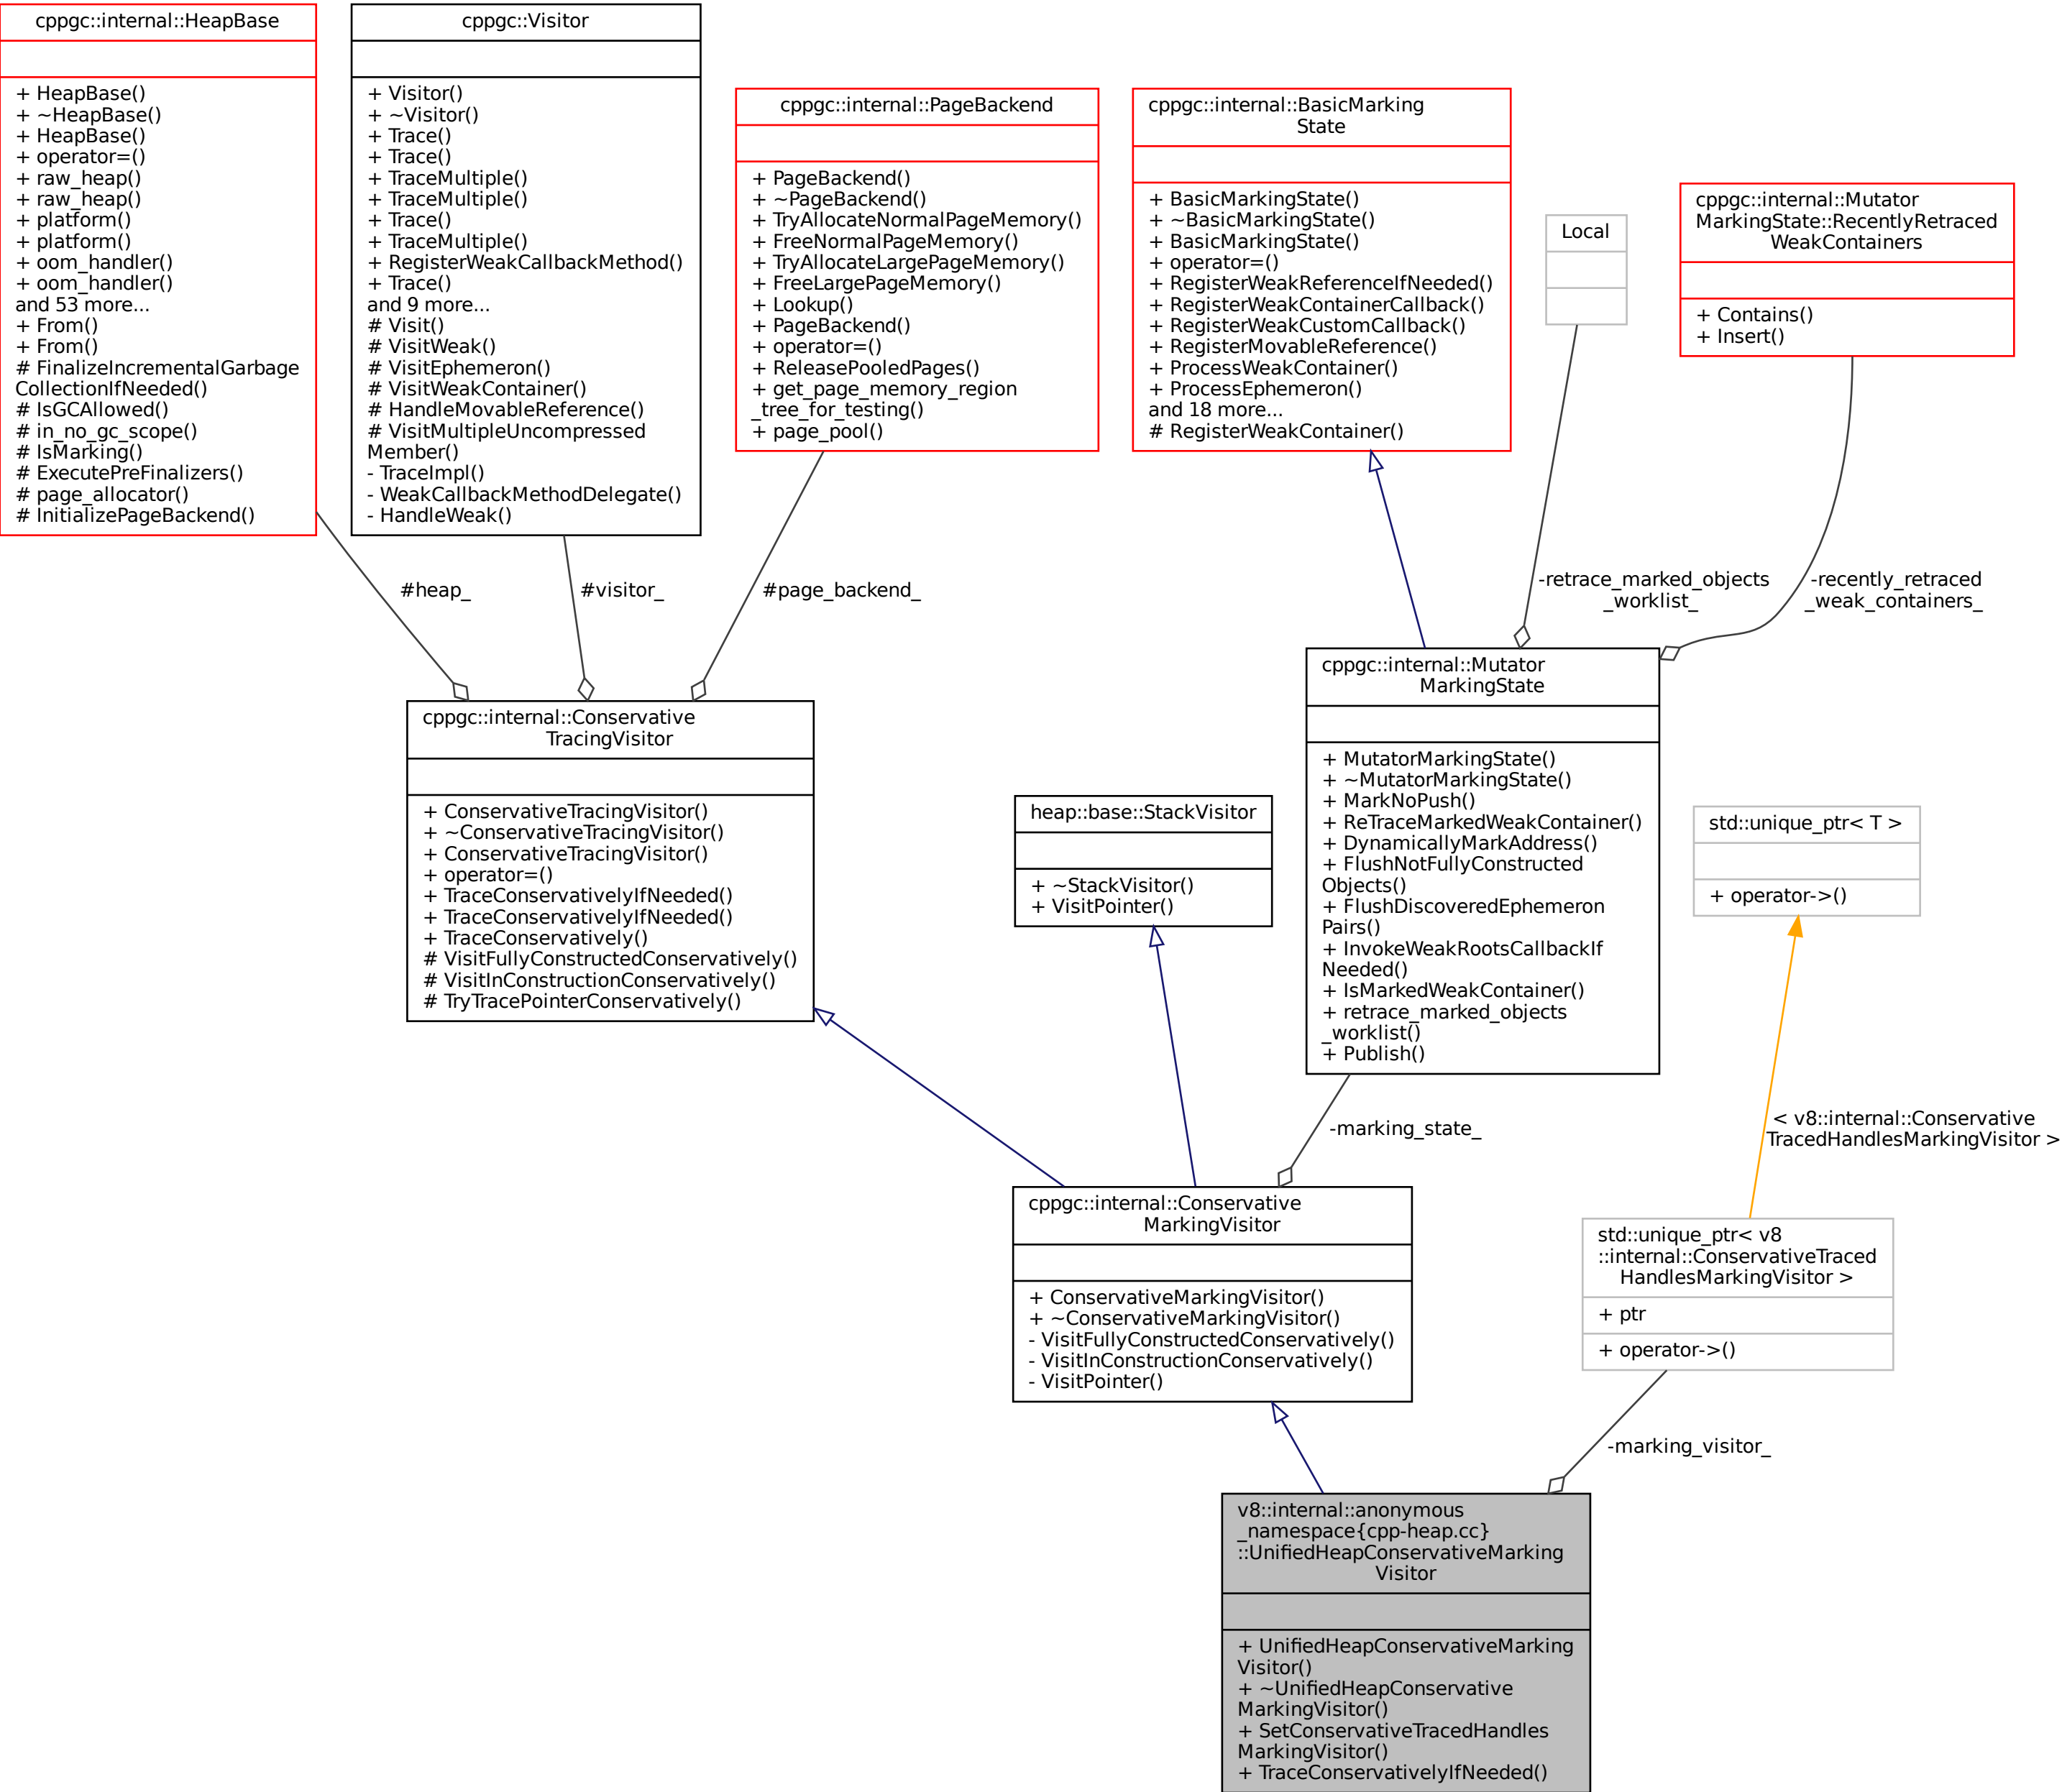 cppgc::internal::HeapBase
+ HeapBase()
+ ~HeapBase()
+ HeapBase()
+ operator=()
+ raw_heap()
+ raw_heap()
+ platform()
+ platform()
+ oom_handler()
+ oom_handler()
and 53 more...
+ From()
+ From()
# FinalizeIncrementalGarbage
CollectionIfNeeded()
# IsGCAllowed()
# in_no_gc_scope()
# IsMarking()
# ExecutePreFinalizers()
# page_allocator()
# InitializePageBackend()
cppgc::Visitor
+ Visitor()
+ ~Visitor()
+ Trace()
+ Trace()
+ TraceMultiple()
+ TraceMultiple()
+ Trace()
+ TraceMultiple()
+ RegisterWeakCallbackMethod()
+ Trace()
and 9 more...
# Visit()
# VisitWeak()
# VisitEphemeron()
# VisitWeakContainer()
# HandleMovableReference()
# VisitMultipleUncompressed
Member()
- TraceImpl()
- WeakCallbackMethodDelegate()
- HandleWeak()
cppgc::internal::PageBackend
+ PageBackend()
+ ~PageBackend()
+ TryAllocateNormalPageMemory()
+ FreeNormalPageMemory()
+ TryAllocateLargePageMemory()
+ FreeLargePageMemory()
+ Lookup()
+ PageBackend()
+ operator=()
+ ReleasePooledPages()
+ get_page_memory_region
_tree_for_testing()
+ page_pool()
cppgc::internal::BasicMarking
State
+ BasicMarkingState()
+ ~BasicMarkingState()
+ BasicMarkingState()
+ operator=()
+ RegisterWeakReferenceIfNeeded()
+ RegisterWeakContainerCallback()
+ RegisterWeakCustomCallback()
+ RegisterMovableReference()
+ ProcessWeakContainer()
+ ProcessEphemeron()
and 18 more...
# RegisterWeakContainer()
Local
cppgc::internal::Mutator
MarkingState::RecentlyRetraced
WeakContainers
+ Contains()
+ Insert()
#heap_
#visitor_
#page_backend_
-retrace_marked_objects
_worklist_
-recently_retraced
_weak_containers_
cppgc::internal::Conservative
TracingVisitor
+ ConservativeTracingVisitor()
+ ~ConservativeTracingVisitor()
+ ConservativeTracingVisitor()
+ operator=()
+ TraceConservativelyIfNeeded()
+ TraceConservativelyIfNeeded()
+ TraceConservatively()
# VisitFullyConstructedConservatively()
# VisitInConstructionConservatively()
# TryTracePointerConservatively()
heap::base::StackVisitor
+ ~StackVisitor()
+ VisitPointer()
cppgc::internal::Mutator
MarkingState
+ MutatorMarkingState()
+ ~MutatorMarkingState()
+ MarkNoPush()
+ ReTraceMarkedWeakContainer()
+ DynamicallyMarkAddress()
+ FlushNotFullyConstructed
Objects()
+ FlushDiscoveredEphemeron
Pairs()
+ InvokeWeakRootsCallbackIf
Needed()
+ IsMarkedWeakContainer()
+ retrace_marked_objects
_worklist()
+ Publish()
std::unique_ptr< T >
+ operator->()
-marking_state_
< v8::internal::Conservative
TracedHandlesMarkingVisitor >
cppgc::internal::Conservative
MarkingVisitor
+ ConservativeMarkingVisitor()
+ ~ConservativeMarkingVisitor()
- VisitFullyConstructedConservatively()
- VisitInConstructionConservatively()
- VisitPointer()
std::unique_ptr< v8
::internal::ConservativeTraced
HandlesMarkingVisitor >
+ ptr
+ operator->()
-marking_visitor_
v8::internal::anonymous
_namespace{cpp-heap.cc}
::UnifiedHeapConservativeMarking
Visitor
+ UnifiedHeapConservativeMarking
Visitor()
+ ~UnifiedHeapConservative
MarkingVisitor()
+ SetConservativeTracedHandles
MarkingVisitor()
+ TraceConservativelyIfNeeded()